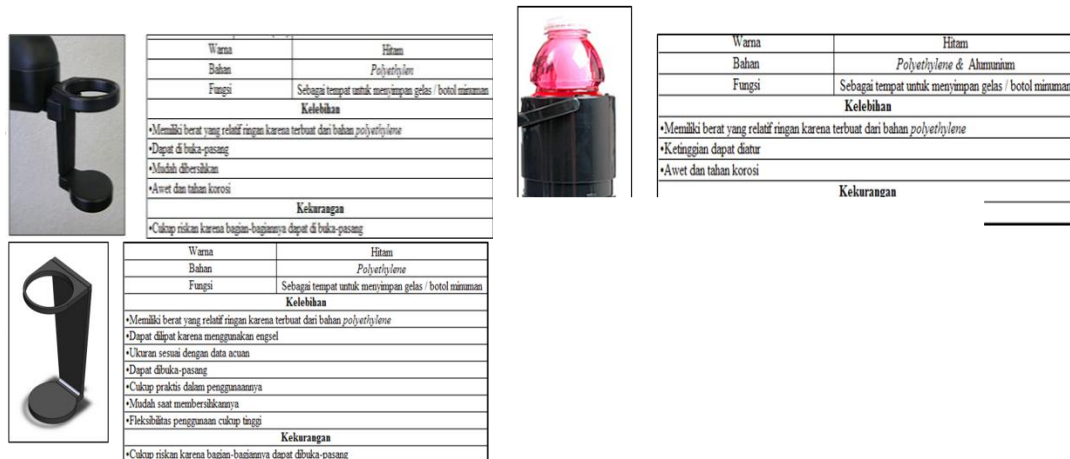 Warna Hitam
Bahan Polyethylen
Fungsi Sebagai tempat untuk menyimpan gelas / botol minuman
Kelebihan
•Memiliki berat yang relatif ringan karena terbuat dari bahan polyethylene
•Dapat di buka-pasang
•Mudah dibersihkan
•Awet dan tahan korosi
Kekurangan
•Cukup riskan karena bagian-bagiannya dapat di buka-pasang
Warna Hitam
Bahan Polyethylene & Alumunium
Fungsi Sebagai tempat untuk menyimpan gelas / botol minuman
Kelebihan
•Memiliki berat yang relatif ringan karena terbuat dari bahan polyethylene
•Ketinggian dapat diatur
•Awet dan tahan korosi
Kekurangan
Warna Hitam
Bahan Polyethylene
Fungsi Sebagai tempat untuk menyimpan gelas / botol minuman
Kelebihan
•Memiliki berat yang relatif ringan karena terbuat dari bahan polyethylene
•Dapat dilipat karena menggunakan engsel
•Ukuran sesuai dengan data acuan
•Dapat dibuka-pasang
•Cukup praktis dalam penggunaannya
•Mudah saat membersihkannya
•Fleksibilitas penggunaan cukup tinggi
Kekurangan
•Cukup riskan karena bagian-bagiannya dapat dibuka-pasang